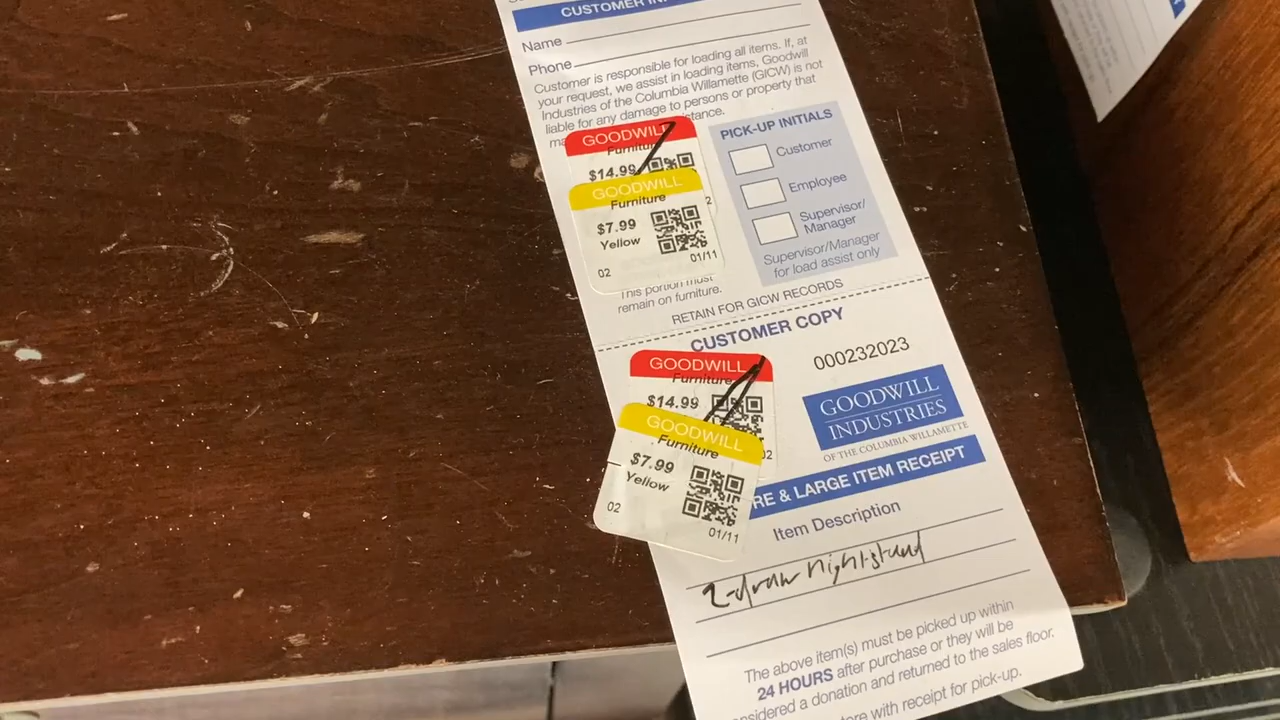 CUSTOMER
Name
Phone
Customer is responsible for loading all items. If, at
your request, we assist in loading items, Goodwill
Industries of the Columbia Willamette (GICW) is not
liable for any damage to persons or property that
GOODWILL
Furniture
$14.99
GOODWILL
Furniture
$7.99
Yellow
02
01/11
PICK-UP INITIALS
Customer
Employee
Supervisor/
Manager
Supervisor/Manager
for load assist only
This portion must
remain on furniture.
RETAIN FOR GICW RECORDS
CUSTOMER COPY
000232023
GOODWILL
Furniture
$14.99
02
GOODWILL
Furniture
$7.99
Yellow
02
01/11
GOODWILL
INDUSTRIES
OF THE COLUMBIA WILLAMETTE
RE & LARGE ITEM RECEIPT
Item Description
2-draw nightstand
The above item(s) must be picked up within
24 HOURS after purchase or they will be
nsidered a donation and returned to the sales floor.
ore with receipt for pick-up.